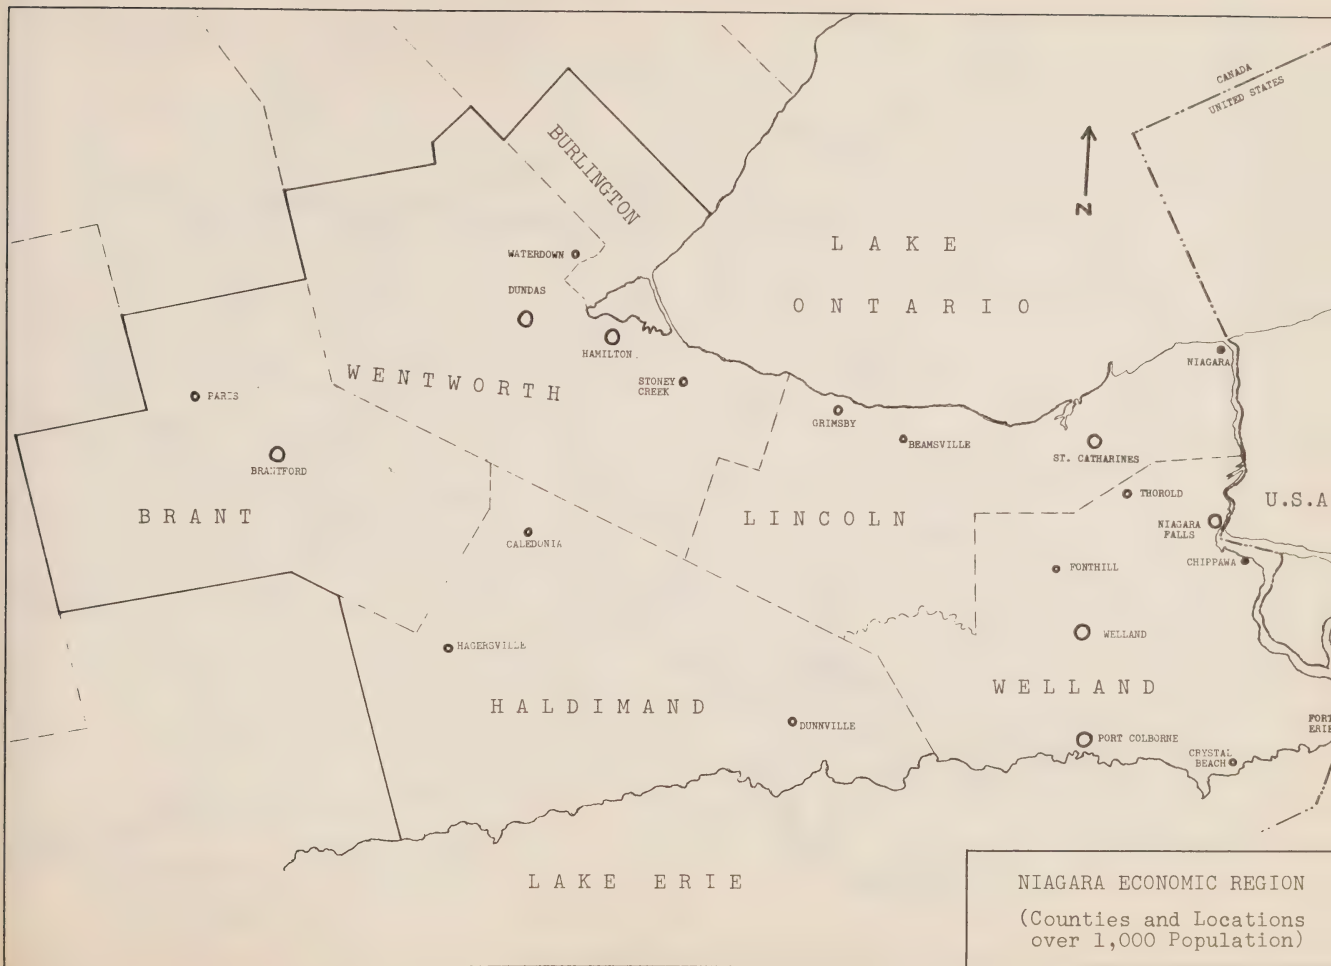 CANADA
UNITED STATES
BURLINGTON
N
LAKE
ONTARIO
WATERDOWN
DUNDAS
HAMILTON
STONEY
CREEK
WENTWORTH
NIAGARA
PARIS
GRIMSBY
BEAMSVILLE
BRANTFORD
ST. CATHARINES
BRANT
THOROLD
U.S.A
LINCOLN
NIAGARA
FALLS
CALEDONIA
CHIPPAWA
FONTHILL
WELLAND
HAGERSVILLE
WELLAND
HALDIMAND
DUNNVILLE
FORT
ERIE
PORT COLBORNE
CRYSTAL
BEACH
LAKE ERIE
NIAGARA ECONOMIC REGION
(Counties and Locations
over 1,000 Population)